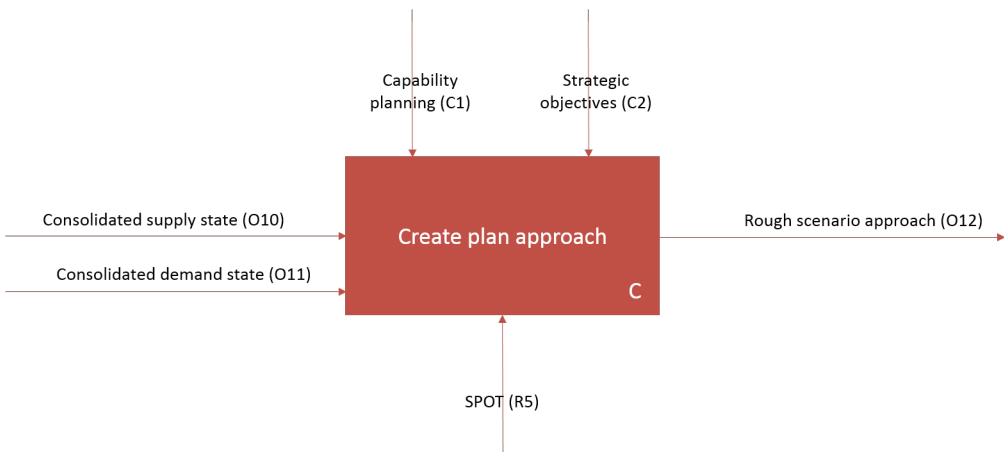 Capability
planning (C1)
Strategic
objectives (C2)
Consolidated supply state (O10)
Create plan approach
Rough scenario approach (O12)
Consolidated demand state (O11)
C
SPOT (R5)